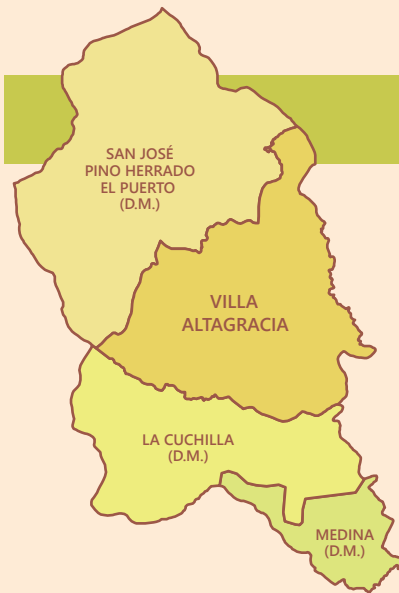 SAN JOSÉ
PINO HERRADO
EL PUERTO
(D.M.)
VILLA
ALTAGRACIA
LA CUCHILLA
(D.M.)
MEDINA
(D.M.)